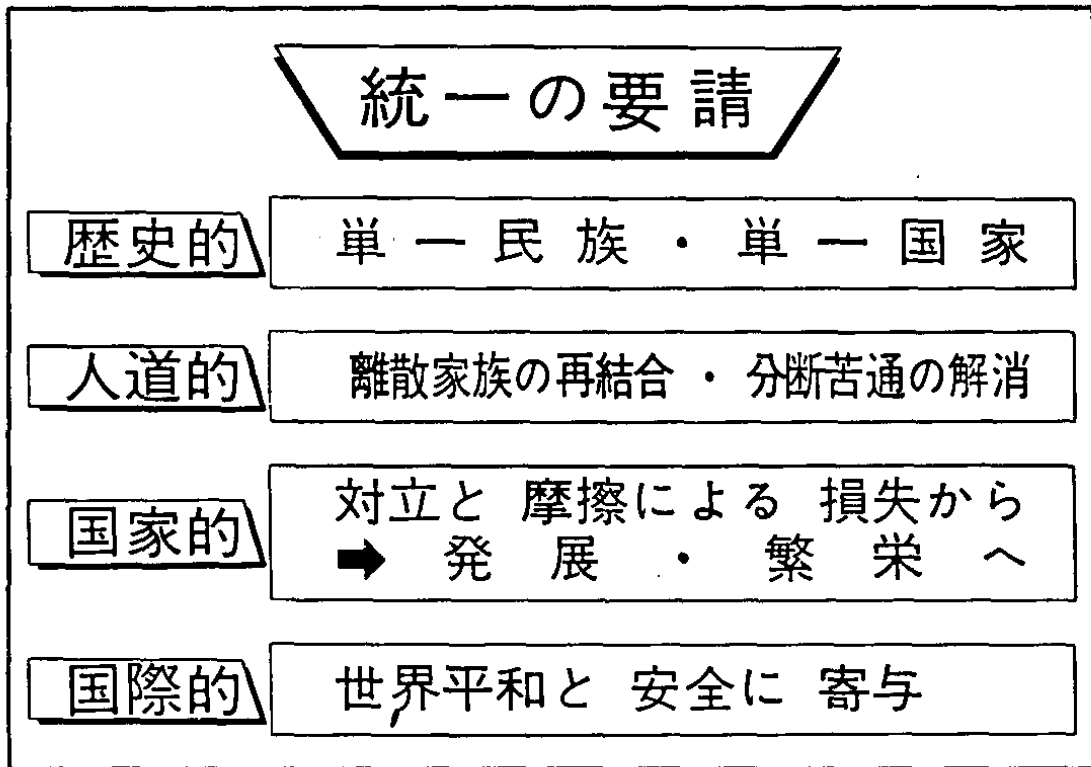 統一の要請
歴史的
単一民族・単一国家
人道的
離散家族の再結合・分断苦通の解消
国家的
対立と 摩擦による 損失から
➡ 発展・繁栄へ
国際的
世界平和と 安全に 寄与